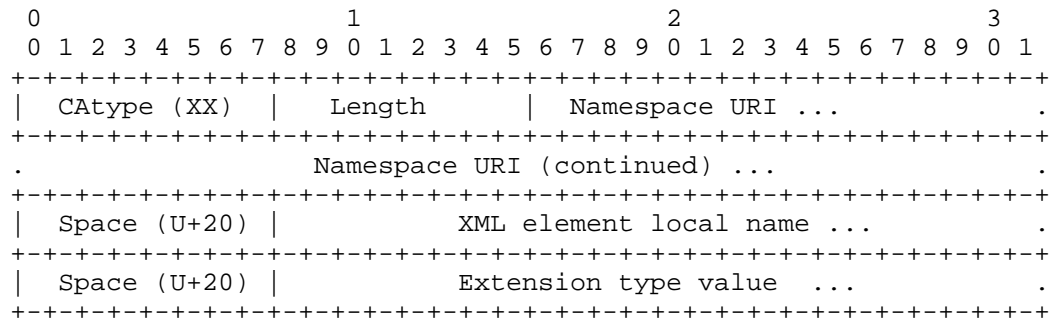 0                   1                   2                   3
 0 1 2 3 4 5 6 7 8 9 0 1 2 3 4 5 6 7 8 9 0 1 2 3 4 5 6 7 8 9 0 1
+-+-+-+-+-+-+-+-+-+-+-+-+-+-+-+-+-+-+-+-+-+-+-+-+-+-+-+-+-+-+-+-+
|  CAtype (XX)  |   Length      |  Namespace URI ...            .
+-+-+-+-+-+-+-+-+-+-+-+-+-+-+-+-+-+-+-+-+-+-+-+-+-+-+-+-+-+-+-+-+
.                   Namespace URI (continued) ...                .
+-+-+-+-+-+-+-+-+-+-+-+-+-+-+-+-+-+-+-+-+-+-+-+-+-+-+-+-+-+-+-+-+
|  Space (U+20) |            XML element local name ...          .
+-+-+-+-+-+-+-+-+-+-+-+-+-+-+-+-+-+-+-+-+-+-+-+-+-+-+-+-+-+-+-+-+
|  Space (U+20) |            Extension type value  ...           .
+-+-+-+-+-+-+-+-+-+-+-+-+-+-+-+-+-+-+-+-+-+-+-+-+-+-+-+-+-+-+-+-+